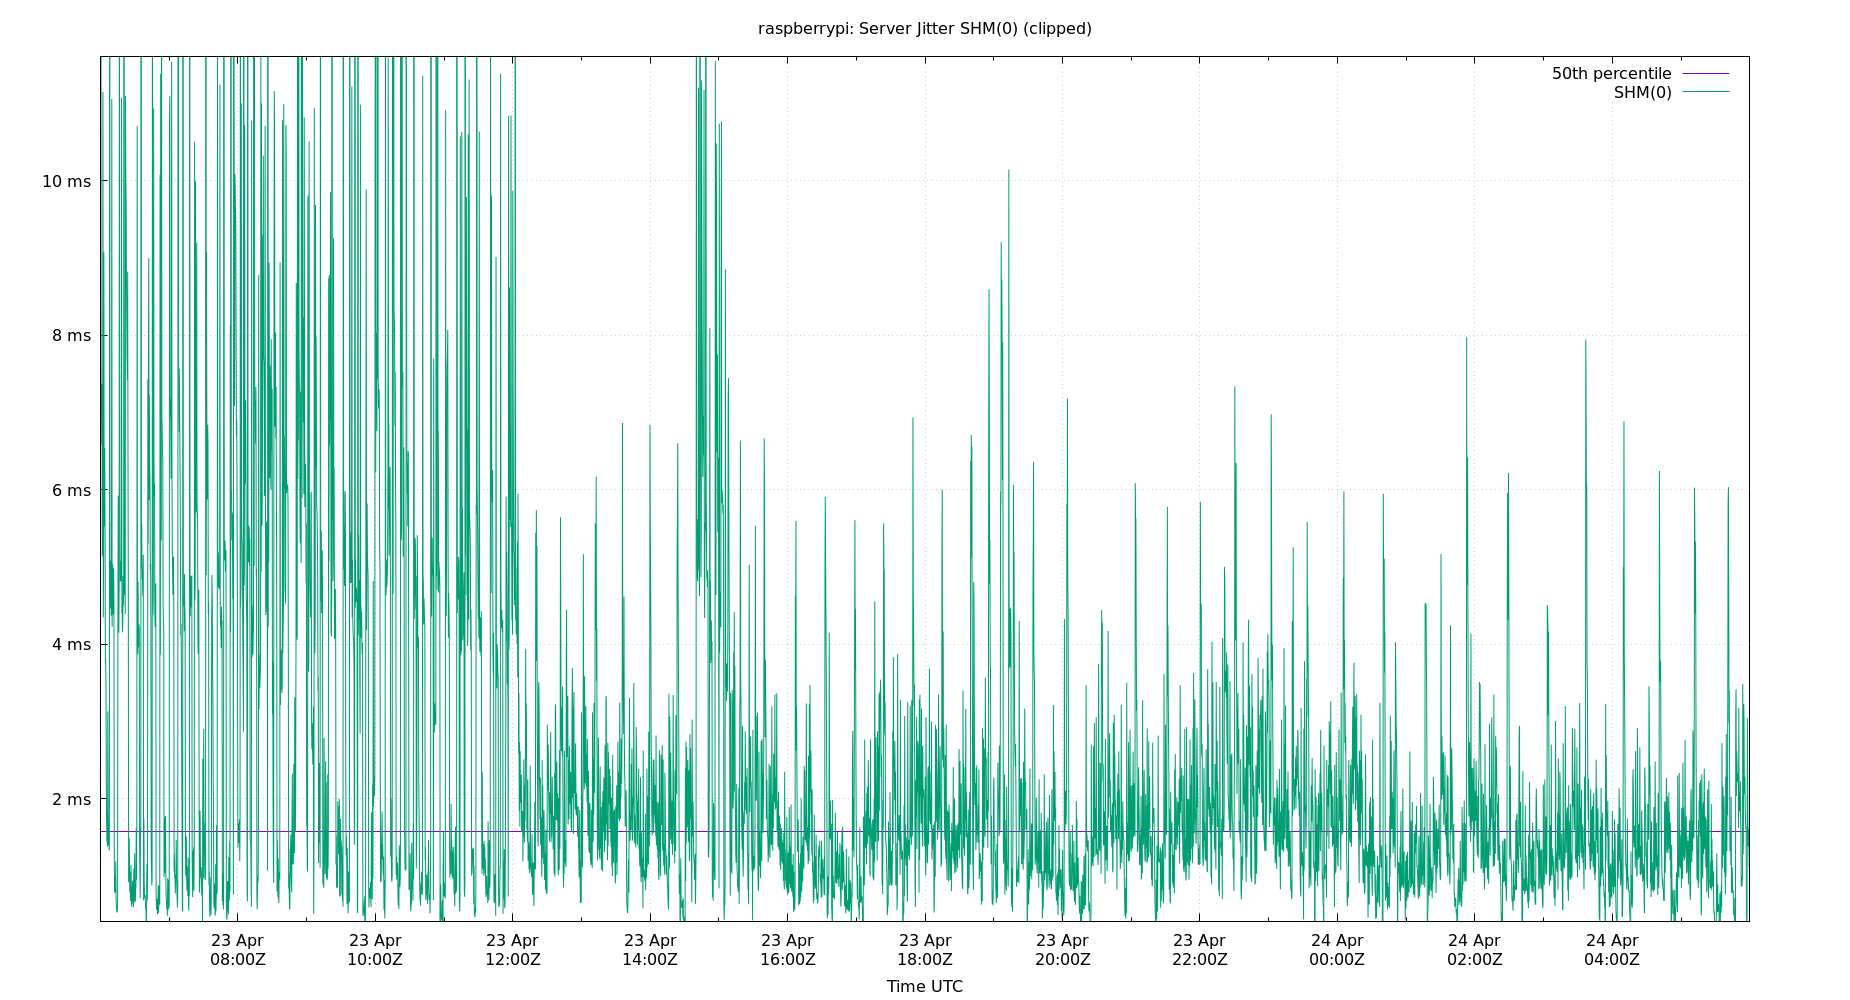 raspberrypi: Server Jitter SHM(0) (clipped)
50th percentile
SHM(0)
10 ms
8 ms
6 ms
4 ms
2 ms
23 Apr 23 Apr 23 Apr 23 Apr 23 Apr 23 Apr 23 Apr 23 Apr 24 Apr 24 Apr 24 Apr
08:00Z 10:00Z 12:00Z 14:00Z 16:00Z 18:00Z 20:00Z 22:00Z 00:00Z 02:00Z 04:00Z
Time UTC